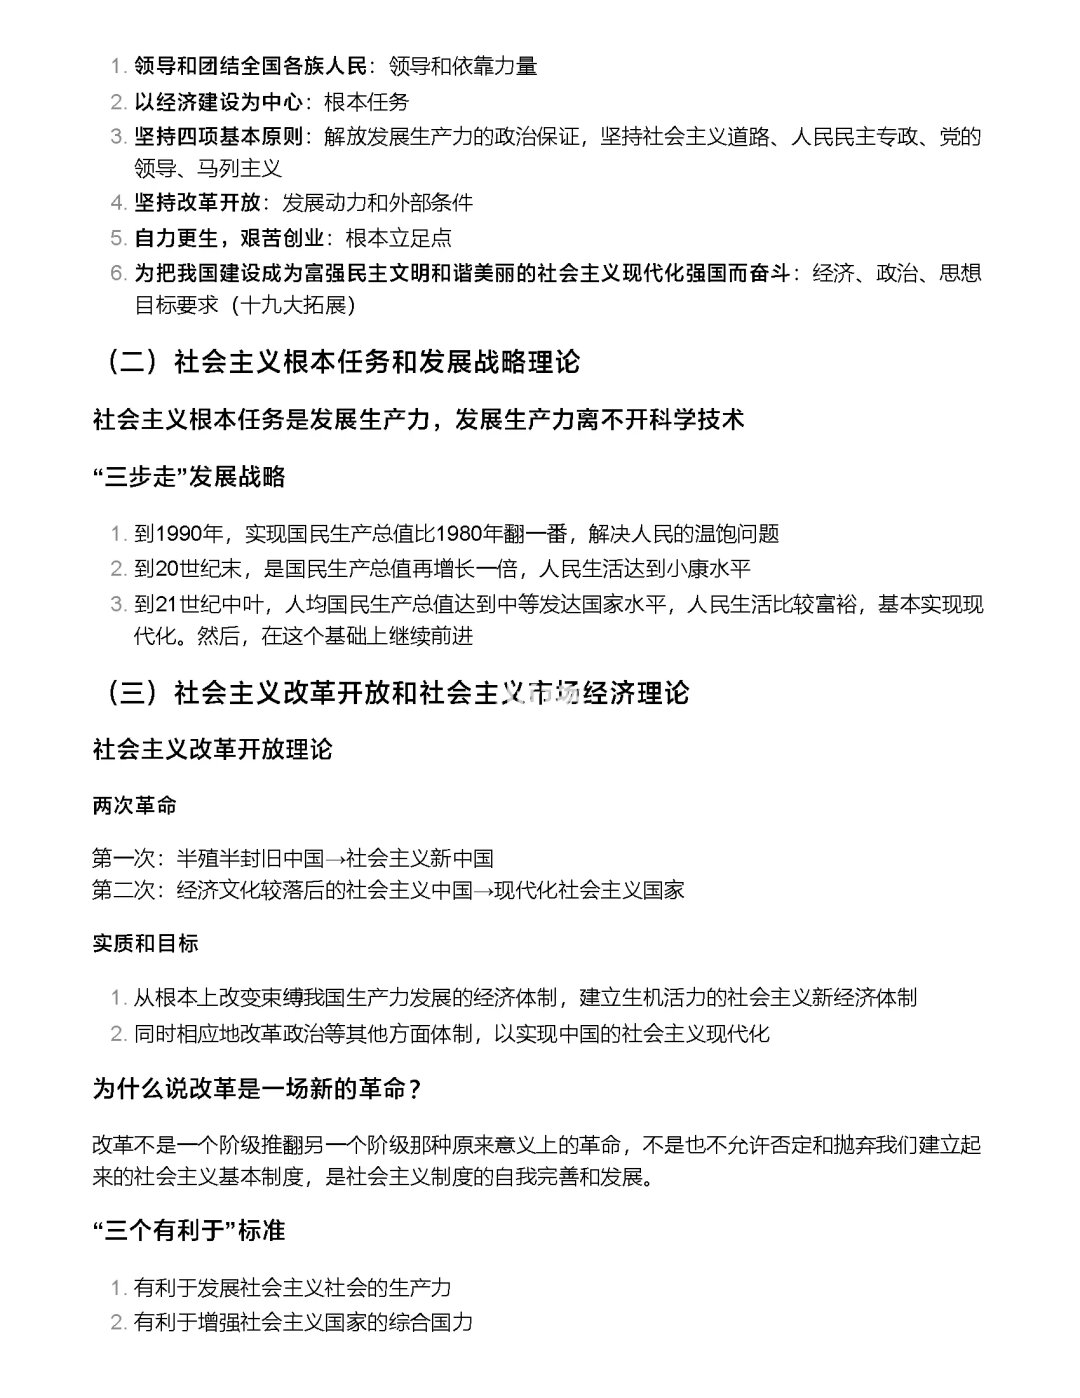 1. 领导和团结全国各族人民：领导和依靠力量
2. 以经济建设为中心：根本任务
3. 坚持四项基本原则：解放发展生产力的政治保证，坚持社会主义道路、人民民主专政、党的
领导、马列主义
4. 坚持改革开放：发展动力和外部条件
5. 自力更生，艰苦创业：根本立足点
6. 为把我国建设成为富强民主文明和谐美丽的社会主义现代化强国而奋斗：经济、政治、思想
目标要求（十九大拓展）
（二）社会主义根本任务和发展战略理论
社会主义根本任务是发展生产力，发展生产力离不开科学技术
“三步走”发展战略
1. 到1990年，实现国民生产总值比1980年翻一番，解决人民的温饱问题
2. 到20世纪末，是国民生产总值再增长一倍，人民生活达到小康水平
3. 到21世纪中叶，人均国民生产总值达到中等发达国家水平，人民生活比较富裕，基本实现现
代化。然后，在这个基础上继续前进
（三）社会主义改革开放和社会主义市场经济理论
社会主义改革开放理论
两次革命
第一次：半殖半封旧中国→社会主义新中国
第二次：经济文化较落后的社会主义中国→现代化社会主义国家
实质和目标
1. 从根本上改变束缚我国生产力发展的经济体制，建立生机活力的社会主义新经济体制
2. 同时相应地改革政治等其他方面体制，以实现中国的社会主义现代化
为什么说改革是一场新的革命？
改革不是一个阶级推翻另一个阶级那种原来意义上的革命，不是也不允许否定和抛弃我们建立起
来的社会主义基本制度，是社会主义制度的自我完善和发展。
“三个有利于”标准
1. 有利于发展社会主义社会的生产力
2. 有利于增强社会主义国家的综合国力